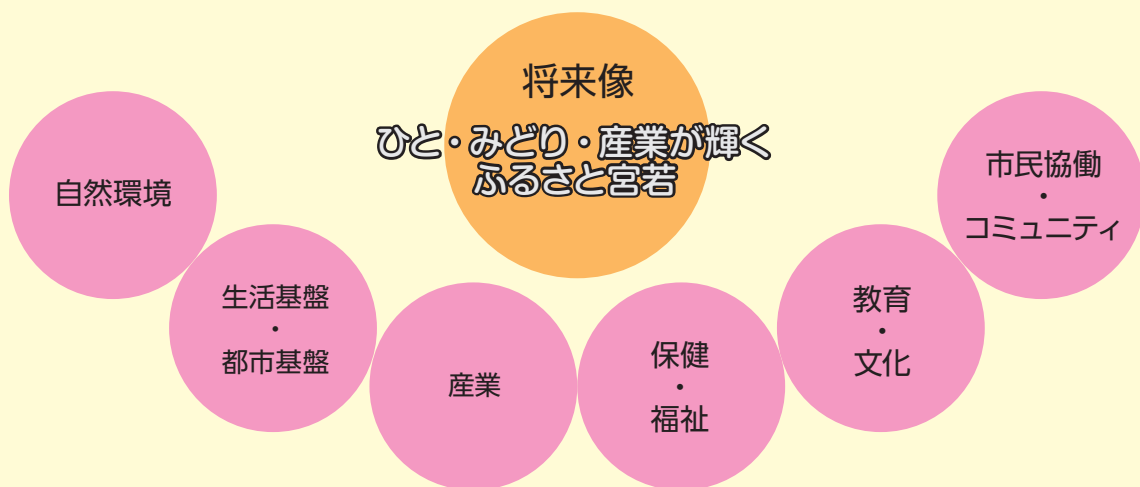 将来像
ひと・みどり・産業が輝く
ふるさと宮若
自然環境
生活基盤
・
都市基盤
産業
保健
・
福祉
教育
・
文化
市民協働
・
コミュニティ